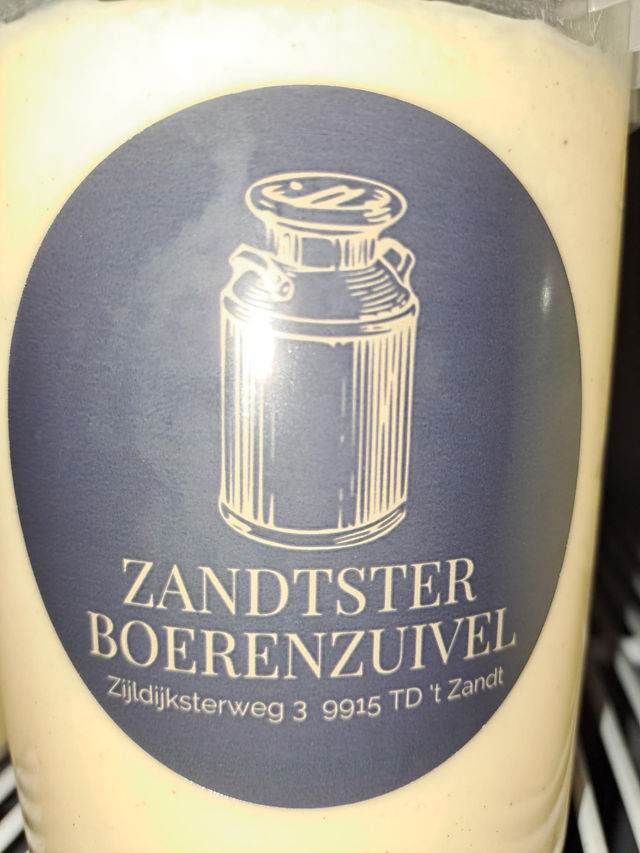 ZANDTSTER
BOERENZUIVEL
Zijldijksterweg 3 9915 TD 't Zandt